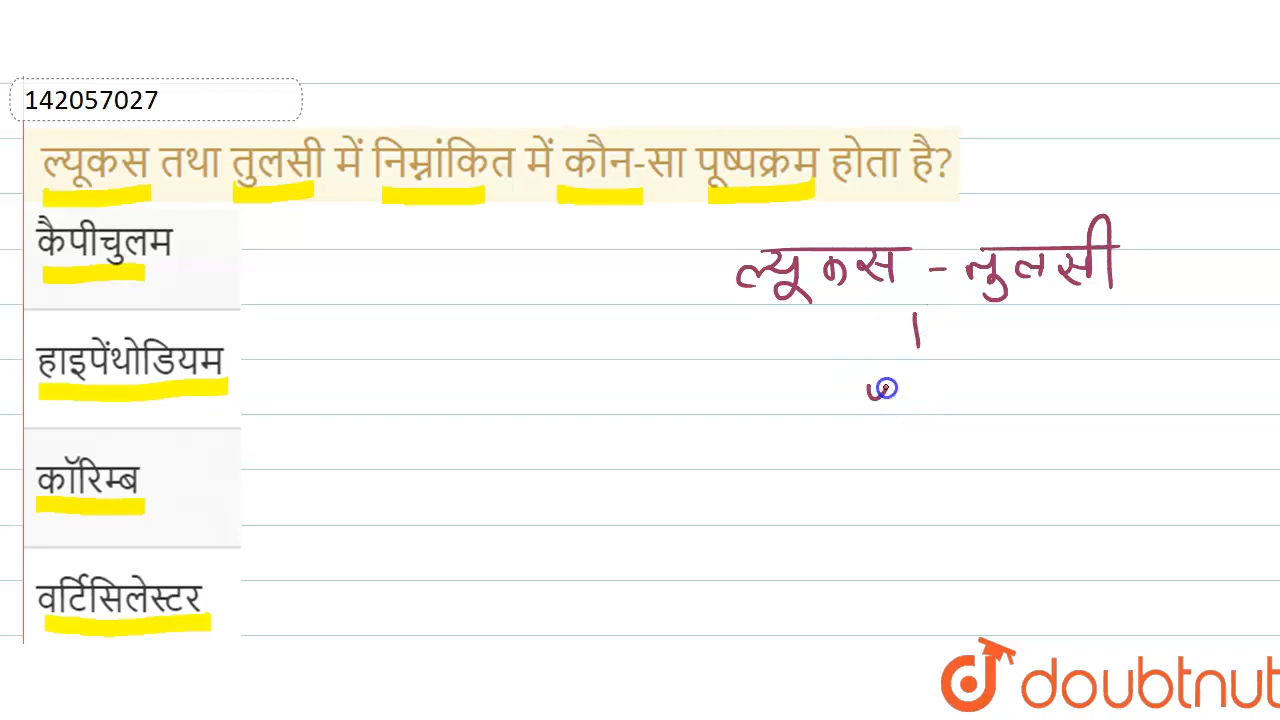 142057027
ल्यूकस तथा तुलसी में निम्नांकित में कौन-सा पूष्पक्रम होता है?
कैपीचुलम
ल्यूकस - तुलसी
हाइपेंथोडियम
कॉरिम्ब
वर्टिसिलेस्टर
doubtnut